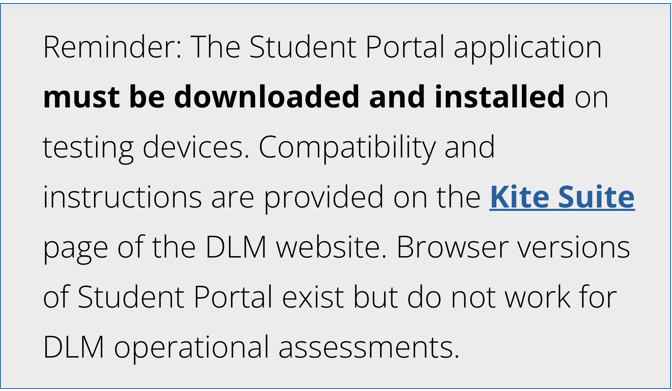 Reminder: The Student Portal application
must be downloaded and installed on
testing devices. Compatibility and
instructions are provided on the Kite Suite
page of the DLM website. Browser versions
of Student Portal exist but do not work for
DLM operational assessments.